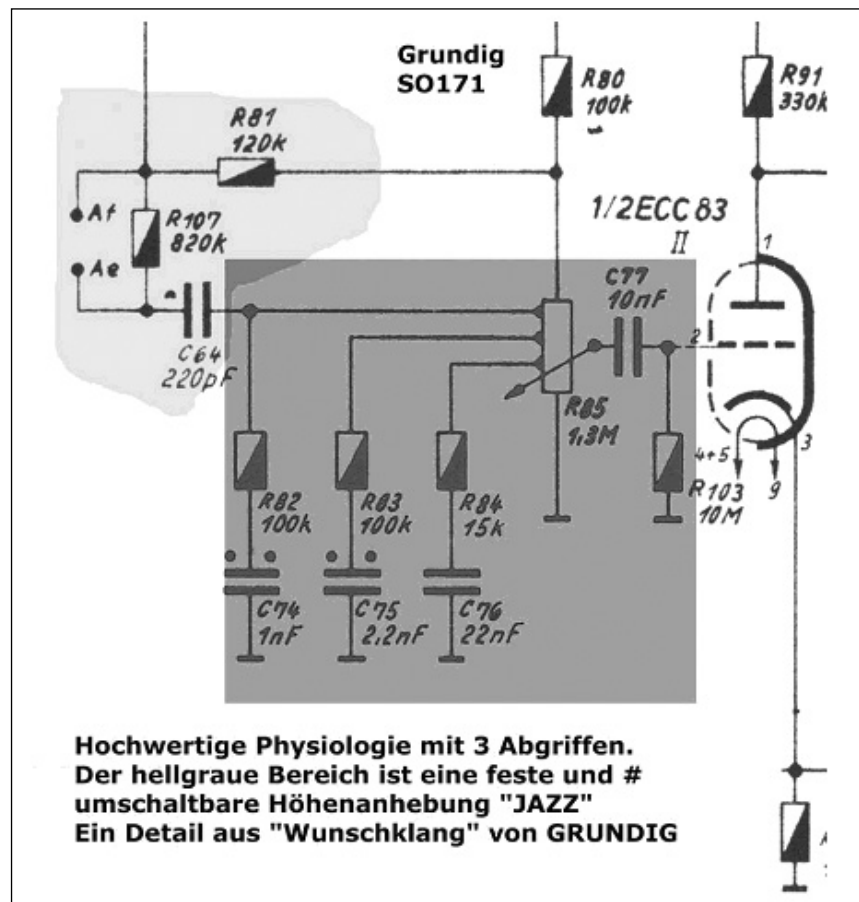 Grundig
SO171
R80
100k
R91
330k
R81
120k
1/2ECC83
II
At
R107
820k
Ae
C77
10nF
1
2
C64
220pF
R85
1,3M
3
4+5
9
R82
100k
R83
100k
R84
15k
R103
10M
C74
1nF
C75
2,2nF
C76
22nF
Hochwertige Physiologie mit 3 Abgriffen.
Der hellgraue Bereich ist eine feste und #
umschaltbare Höhenanhebung "JAZZ"
Ein Detail aus "Wunschklang" von GRUNDIG